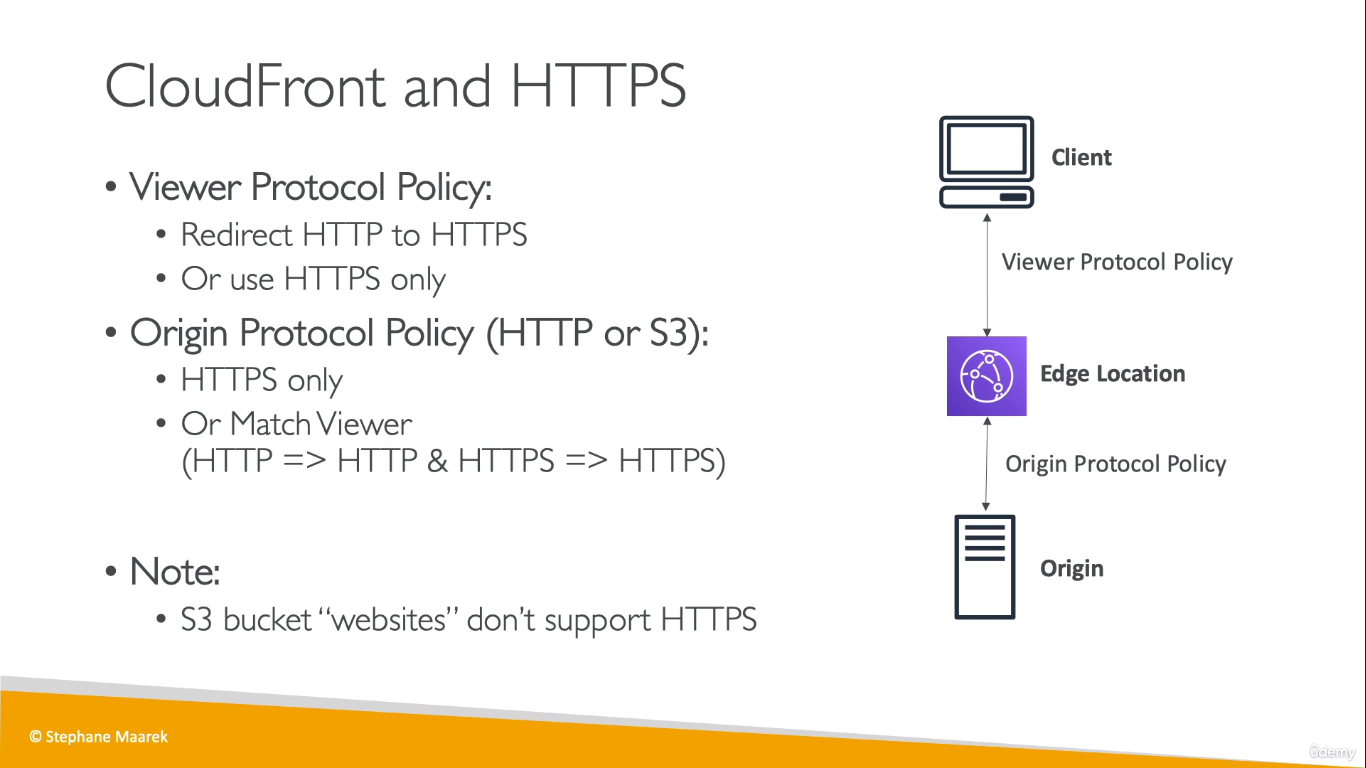 CloudFront and HTTPS
• Viewer Protocol Policy:
• Redirect HTTP to HTTPS
• Or use HTTPS only
• Origin Protocol Policy (HTTP or S3):
• HTTPS only
• Or Match Viewer
(HTTP => HTTP & HTTPS => HTTPS)
• Note:
• S3 bucket “websites” don’t support HTTPS
Client
Viewer Protocol Policy
Edge Location
Origin Protocol Policy
Origin
© Stephane Maarek
ûdemy